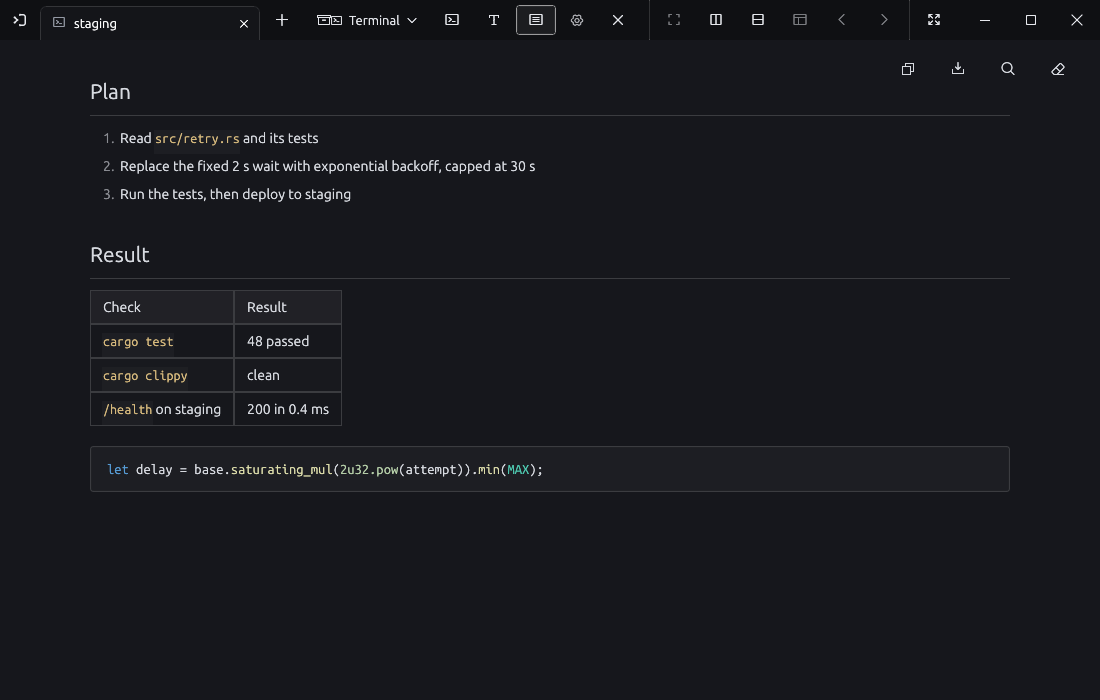 staging
Terminal
Plan
1. Read src/retry.rs and its tests
2. Replace the fixed 2 s wait with exponential backoff, capped at 30 s
3. Run the tests, then deploy to staging
Result
Check Result
cargo test 48 passed
cargo clippy clean
/health on staging 200 in 0.4 ms
let delay = base.saturating_mul(2u32.pow(attempt)).min(MAX);